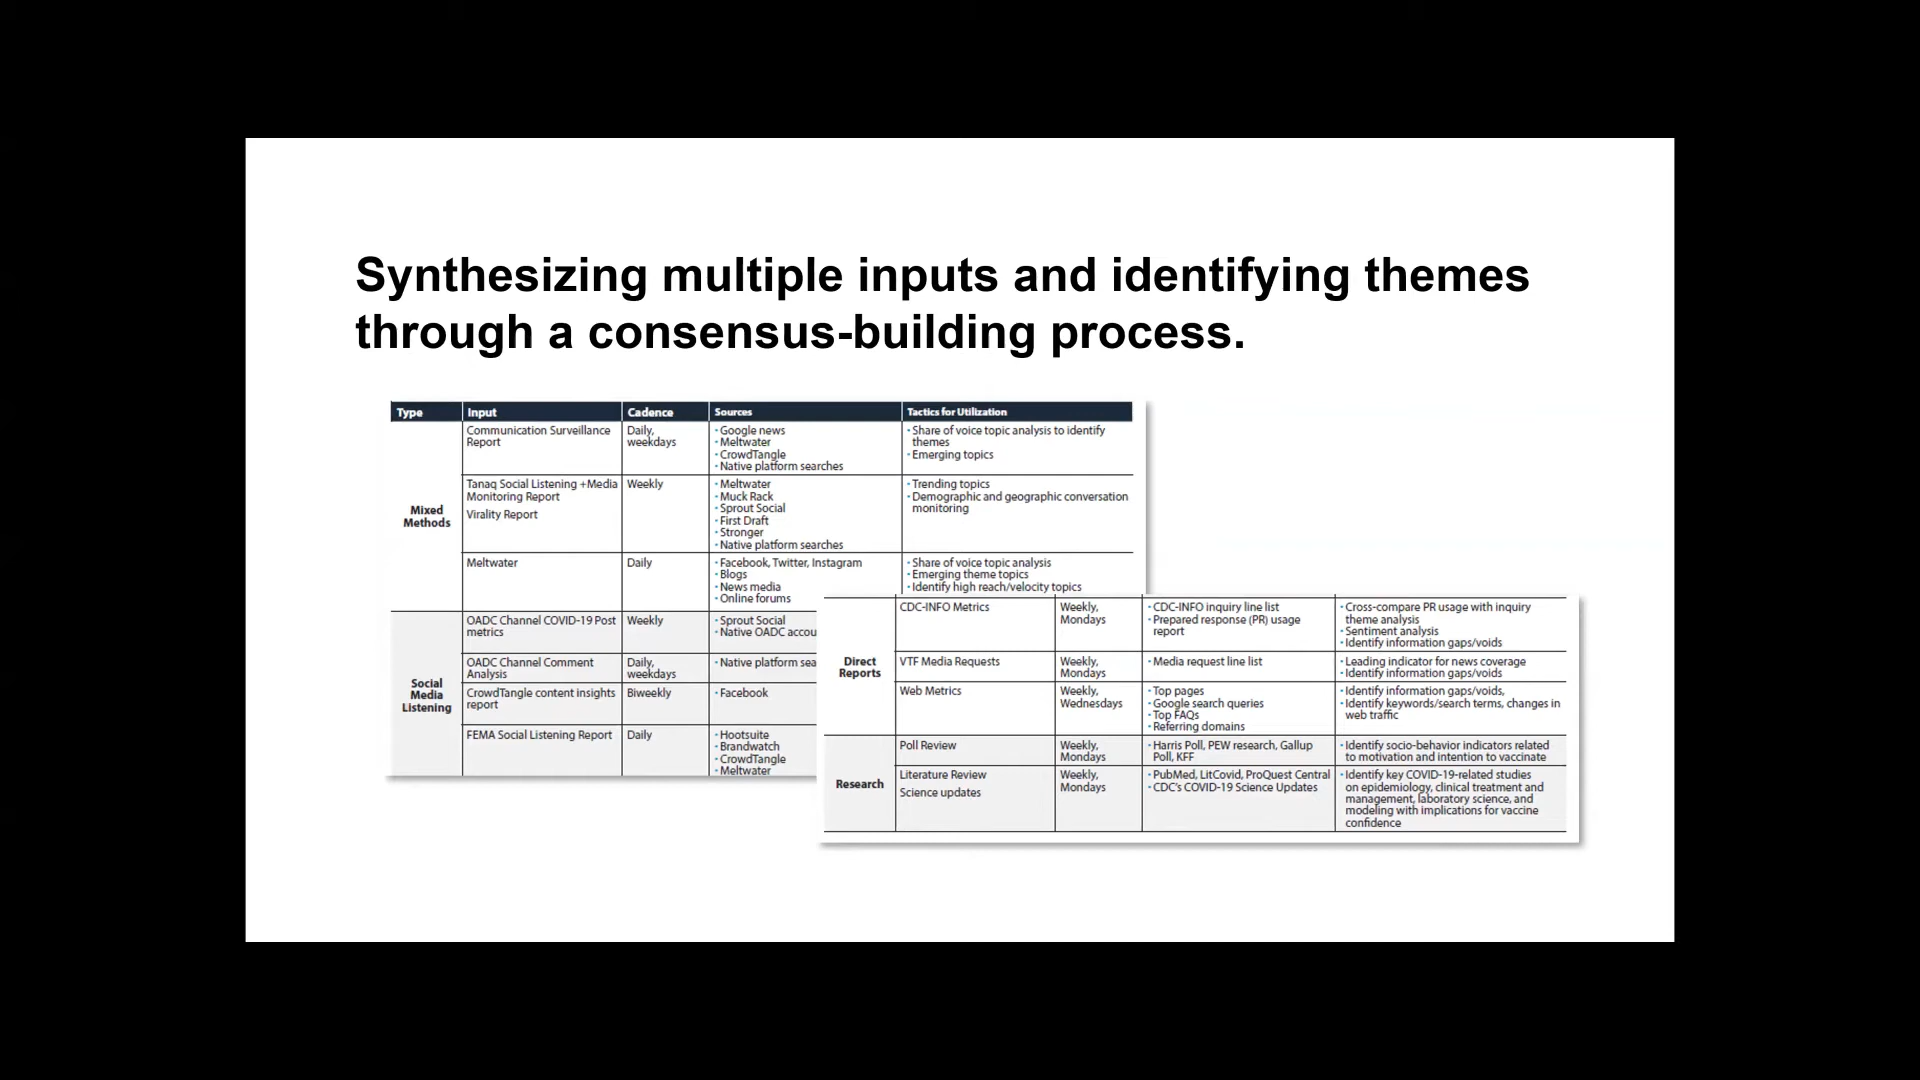 Synthesizing multiple inputs and identifying themes
through a consensus-building process.
Type Input Cadence Sources Tactics for Utilization
Mixed
Methods
Communication Surveillance
Report
Daily,
weekdays
· Google news
· Meltwater
· CrowdTangle
· Native platform searches
· Share of voice topic analysis to identify
themes
· Emerging topics
Tanaq Social Listening +Media
Monitoring Report
Virality Report
Weekly
· Meltwater
· Muck Rack
· Sprout Social
· First Draft
· Stronger
· Native platform searches
· Trending topics
· Demographic and geographic conversation
monitoring
Meltwater
Daily
· Facebook, Twitter, Instagram
· Blogs
· News media
· Online forums
· Share of voice topic analysis
· Emerging theme topics
· Identify high reach/velocity topics
Social
Media
Listening
OADC Channel COVID-19 Post
metrics
Weekly
· Sprout Social
· Native OADC accou
OADC Channel Comment
Analysis
Daily,
weekdays
· Native platform sea
CrowdTangle content insights
report
Biweekly
· Facebook
FEMA Social Listening Report
Daily
· Hootsuite
· Brandwatch
· CrowdTangle
· Meltwater
Direct
Reports
CDC-INFO Metrics
Weekly,
Mondays
· CDC-INFO inquiry line list
· Prepared response (PR) usage
report
· Cross-compare PR usage with inquiry
theme analysis
· Sentiment analysis
· Identify information gaps/voids
VTF Media Requests
Weekly,
Mondays
· Media request line list
· Leading indicator for news coverage
· Identify information gaps/voids
Web Metrics
Weekly,
Wednesdays
· Top pages
· Google search queries
· Top FAQs
· Referring domains
· Identify information gaps/voids,
· Identify keywords/search terms, changes in
web traffic
Research
Poll Review
Weekly,
Mondays
· Harris Poll, PEW research, Gallup
Poll, KFF
· Identify socio-behavior indicators related
to motivation and intention to vaccinate
Literature Review
Science updates
Weekly,
Mondays
· PubMed, LitCovid, ProQuest Central
· CDC's COVID-19 Science Updates
· Identify key COVID-19-related studies
on epidemiology, clinical treatment and
management, laboratory science, and
modeling with implications for vaccine
confidence